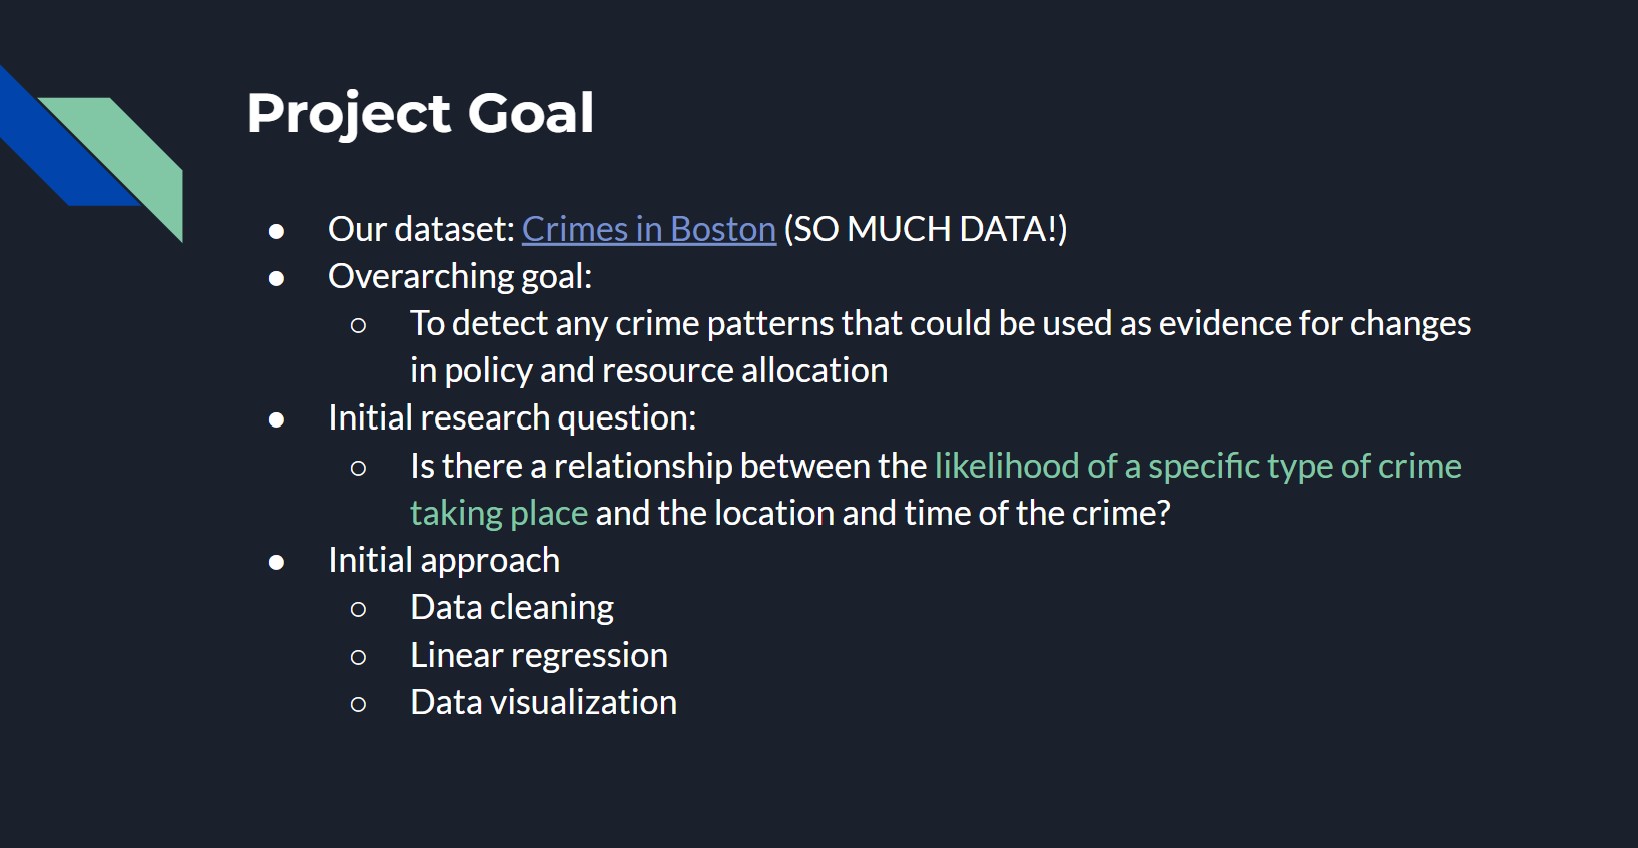 Project Goal
● Our dataset: Crimes in Boston (SO MUCH DATA!)
● Overarching goal:
○ To detect any crime patterns that could be used as evidence for changes
in policy and resource allocation
● Initial research question:
○ Is there a relationship between the likelihood of a specific type of crime
taking place and the location and time of the crime?
● Initial approach
○ Data cleaning
○ Linear regression
○ Data visualization